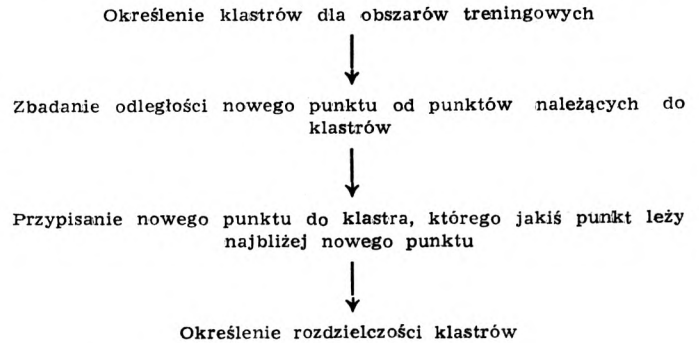 Określenie klastrów dla obszarów treningowych
Zbadanie odległości nowego punktu od punktów należących do
klastrów
Przypisanie nowego punktu do klastra, którego jakiś punkt leży
najbliżej nowego punktu
Określenie rozdzielczości klastrów